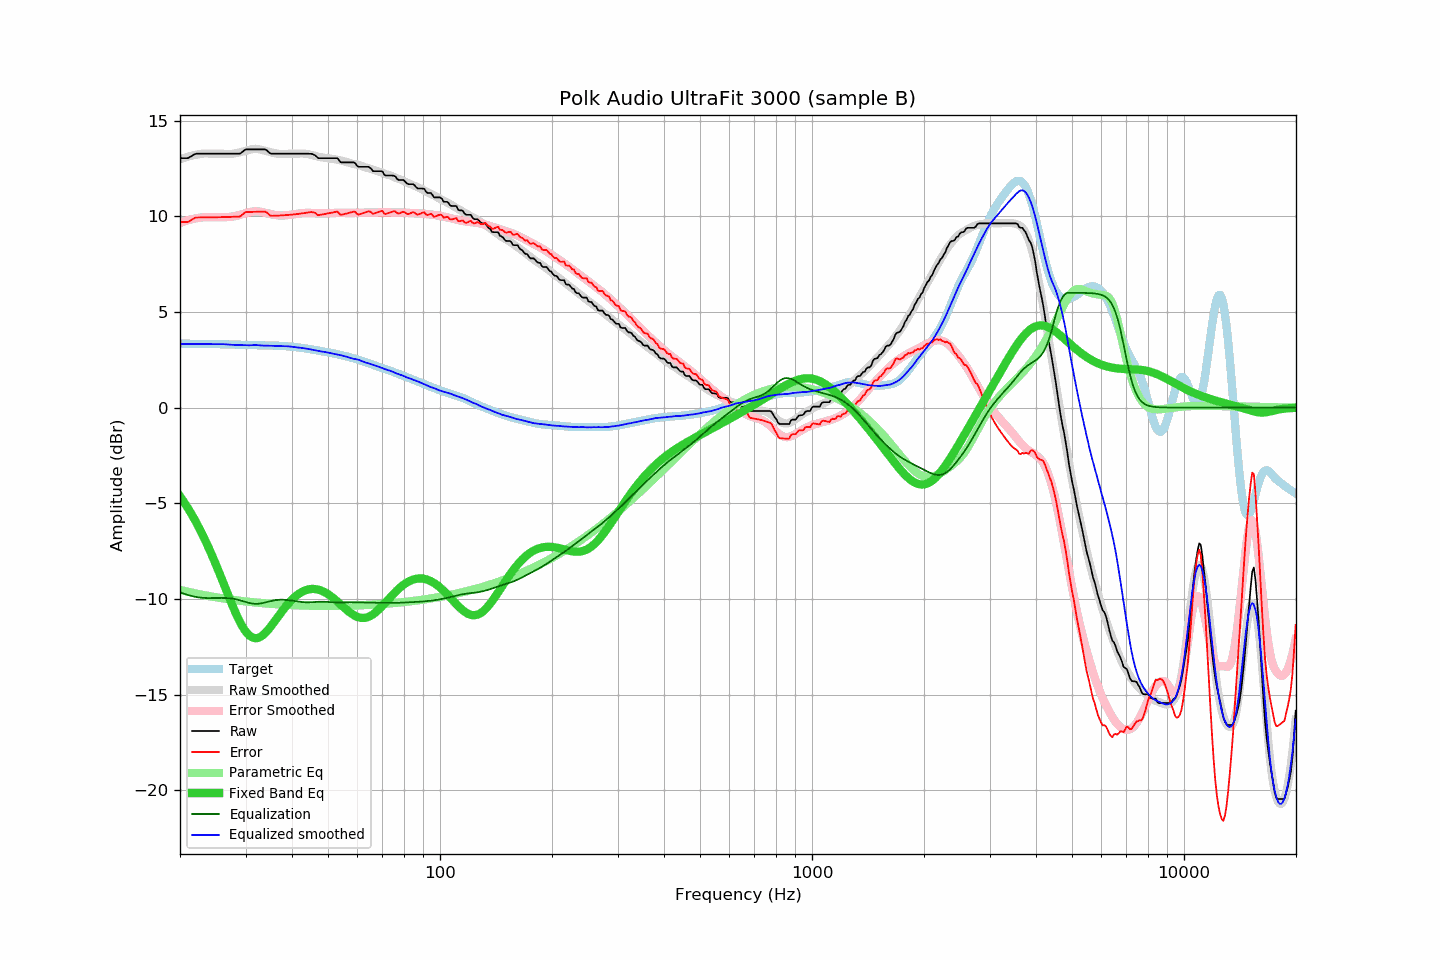 Polk Audio UltraFit 3000 (sample B)
15
10
5
0
−5
−10
−15
−20
Amplitude (dBr)
Target
Raw Smoothed
Error Smoothed
Raw
Error
Parametric Eq
Fixed Band Eq
Equalization
Equalized smoothed
100 1000 10000
Frequency (Hz)